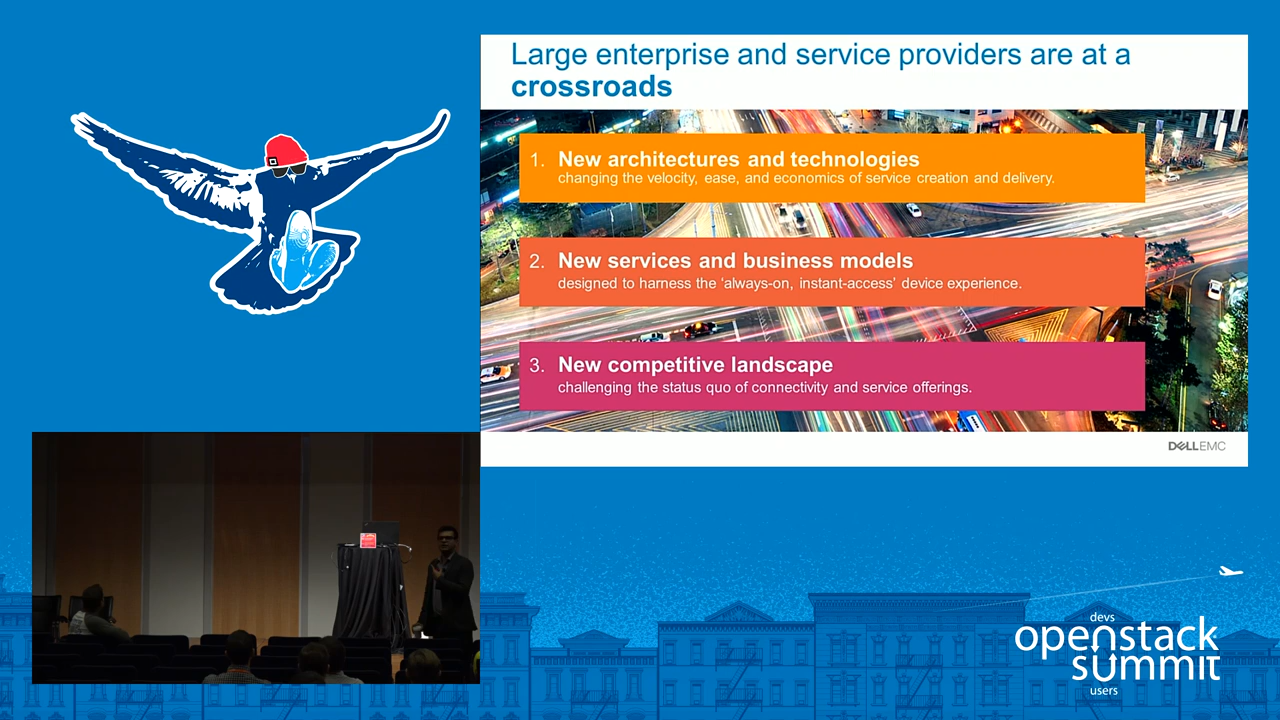 Large enterprise and service providers are at a
crossroads
1. New architectures and technologies
changing the velocity, ease, and economics of service creation and delivery.
2. New services and business models
designed to harness the ‘always-on, instant-access’ device experience.
3. New competitive landscape
challenging the status quo of connectivity and service offerings.
DELLEMC
devs
openstack
summit
users